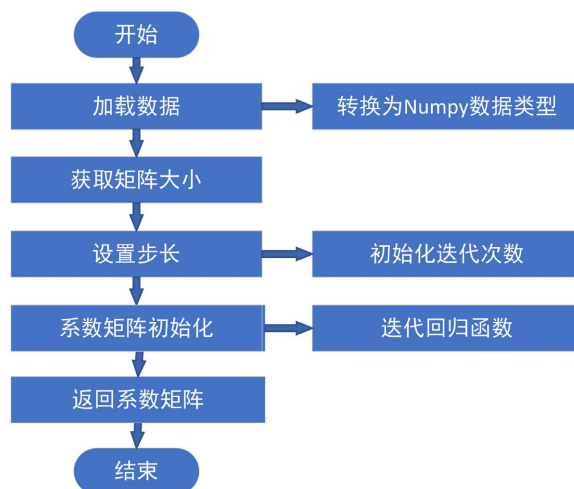 开始
加载数据
转换为Numpy数据类型
获取矩阵大小
设置步长
初始化迭代次数
系数矩阵初始化
迭代回归函数
返回系数矩阵
结束